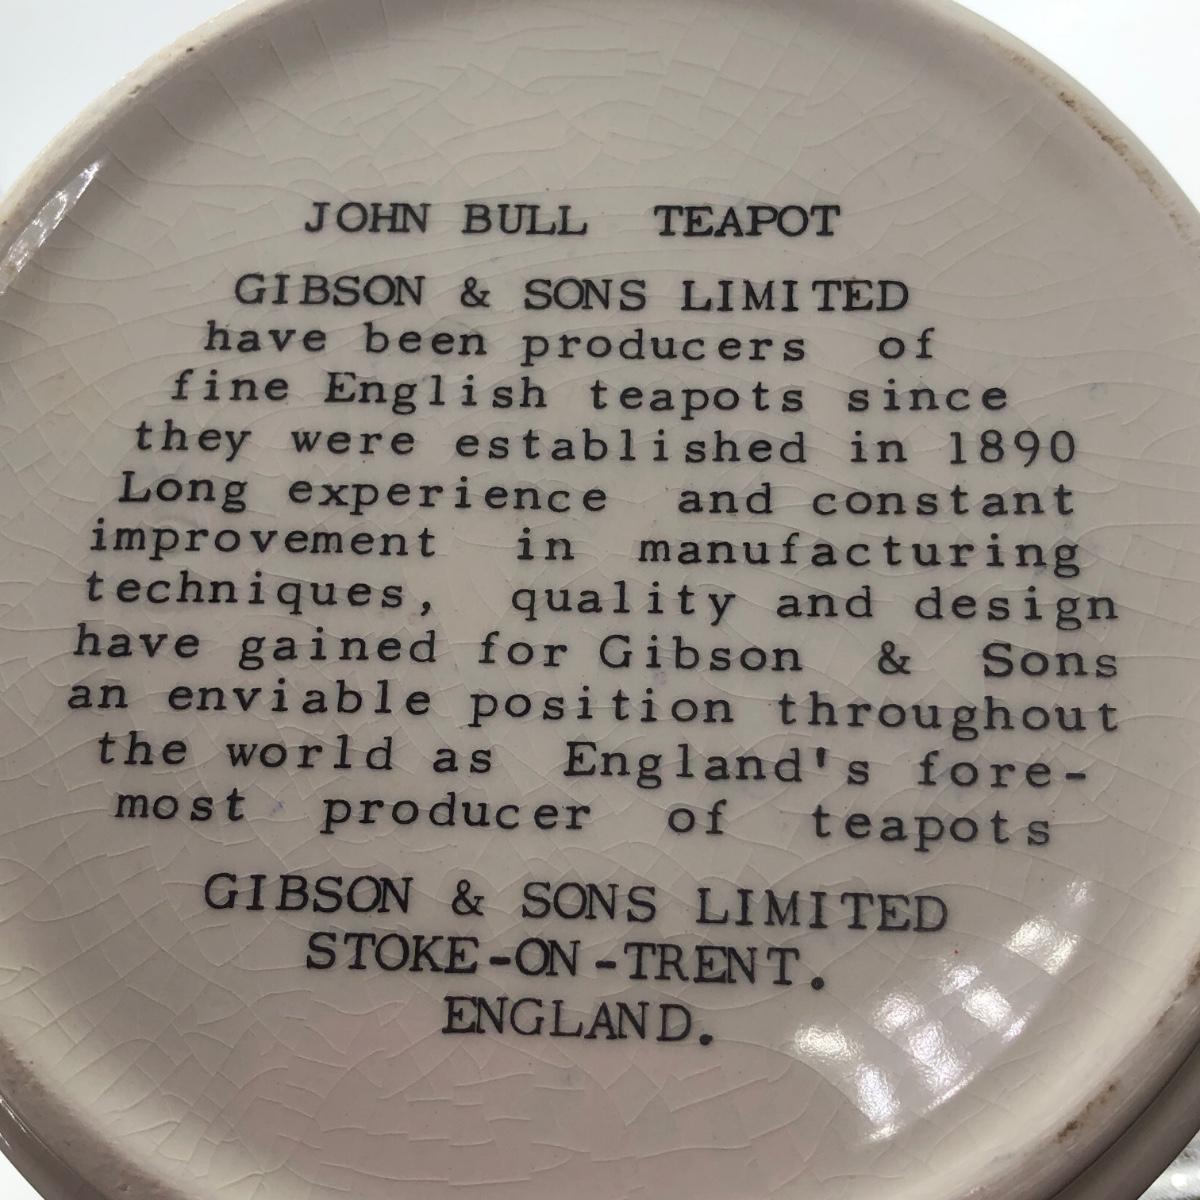 JOHN BULL TEAPOT
GIBSON & SONS LIMITED
have been producers of
fine English teapots since
they were established in 1890
Long experience and constant
improvement in manufacturing
techniques, quality and design
have gained for Gibson & Sons
an enviable position throughout
the world as England's fore-
most producer of teapots
GIBSON & SONS LIMITED
STOKE-ON-TRENT.
ENGLAND.